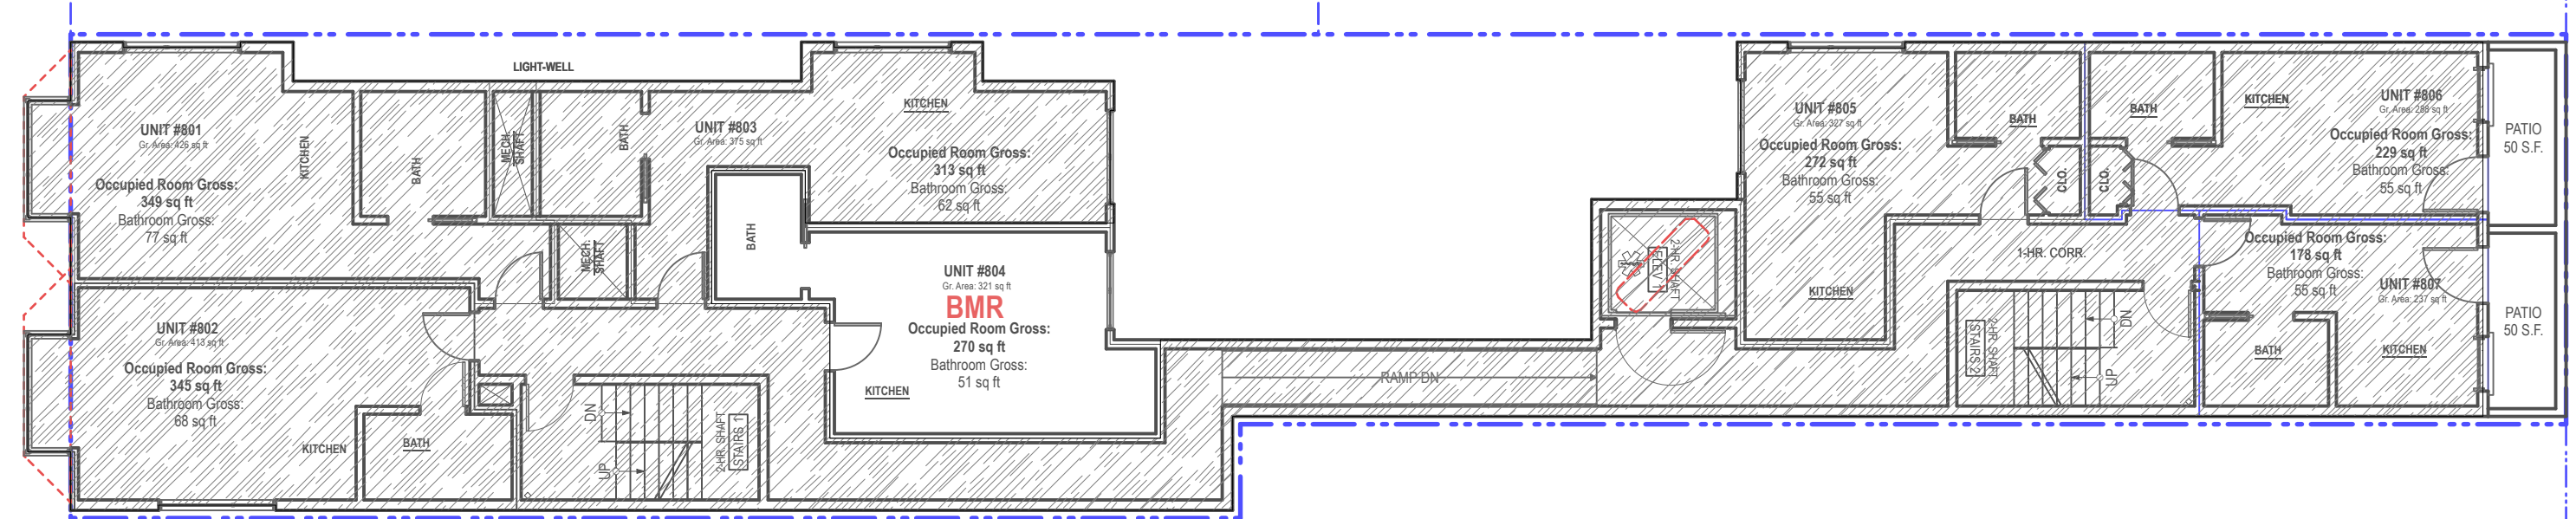 LIGHT-WELL
UNIT #801
Gr. Area: 426 sq ft
Occupied Room Gross:
349 sq ft
Bathroom Gross:
77 sq ft
KITCHEN
BATH
MECH.
SHAFT
BATH
UNIT #803
Gr. Area: 375 sq ft
KITCHEN
Occupied Room Gross:
313 sq ft
Bathroom Gross:
62 sq ft
MECH.
SHAFT
BATH
UNIT #802
Gr. Area: 413 sq ft
Occupied Room Gross:
345 sq ft
Bathroom Gross:
68 sq ft
KITCHEN
BATH
DN
UP
2-HR. SHAFT
STAIRS 1
UNIT #804
Gr. Area: 321 sq ft
BMR
Occupied Room Gross:
270 sq ft
Bathroom Gross:
51 sq ft
KITCHEN
RAMP DN
2-HR. SHAFT
ELEV 1
UNIT #805
Gr. Area: 327 sq ft
Occupied Room Gross:
272 sq ft
Bathroom Gross:
55 sq ft
KITCHEN
BATH
CLO.
CLO.
BATH
KITCHEN
UNIT #806
Gr. Area: 288 sq ft
Occupied Room Gross:
229 sq ft
Bathroom Gross:
55 sq ft
PATIO
50 S.F.
1-HR. CORR.
2-HR. SHAFT
STAIRS 2
DN
UP
Occupied Room Gross:
178 sq ft
Bathroom Gross:
55 sq ft
UNIT #807
Gr. Area: 237 sq ft
BATH
KITCHEN
PATIO
50 S.F.